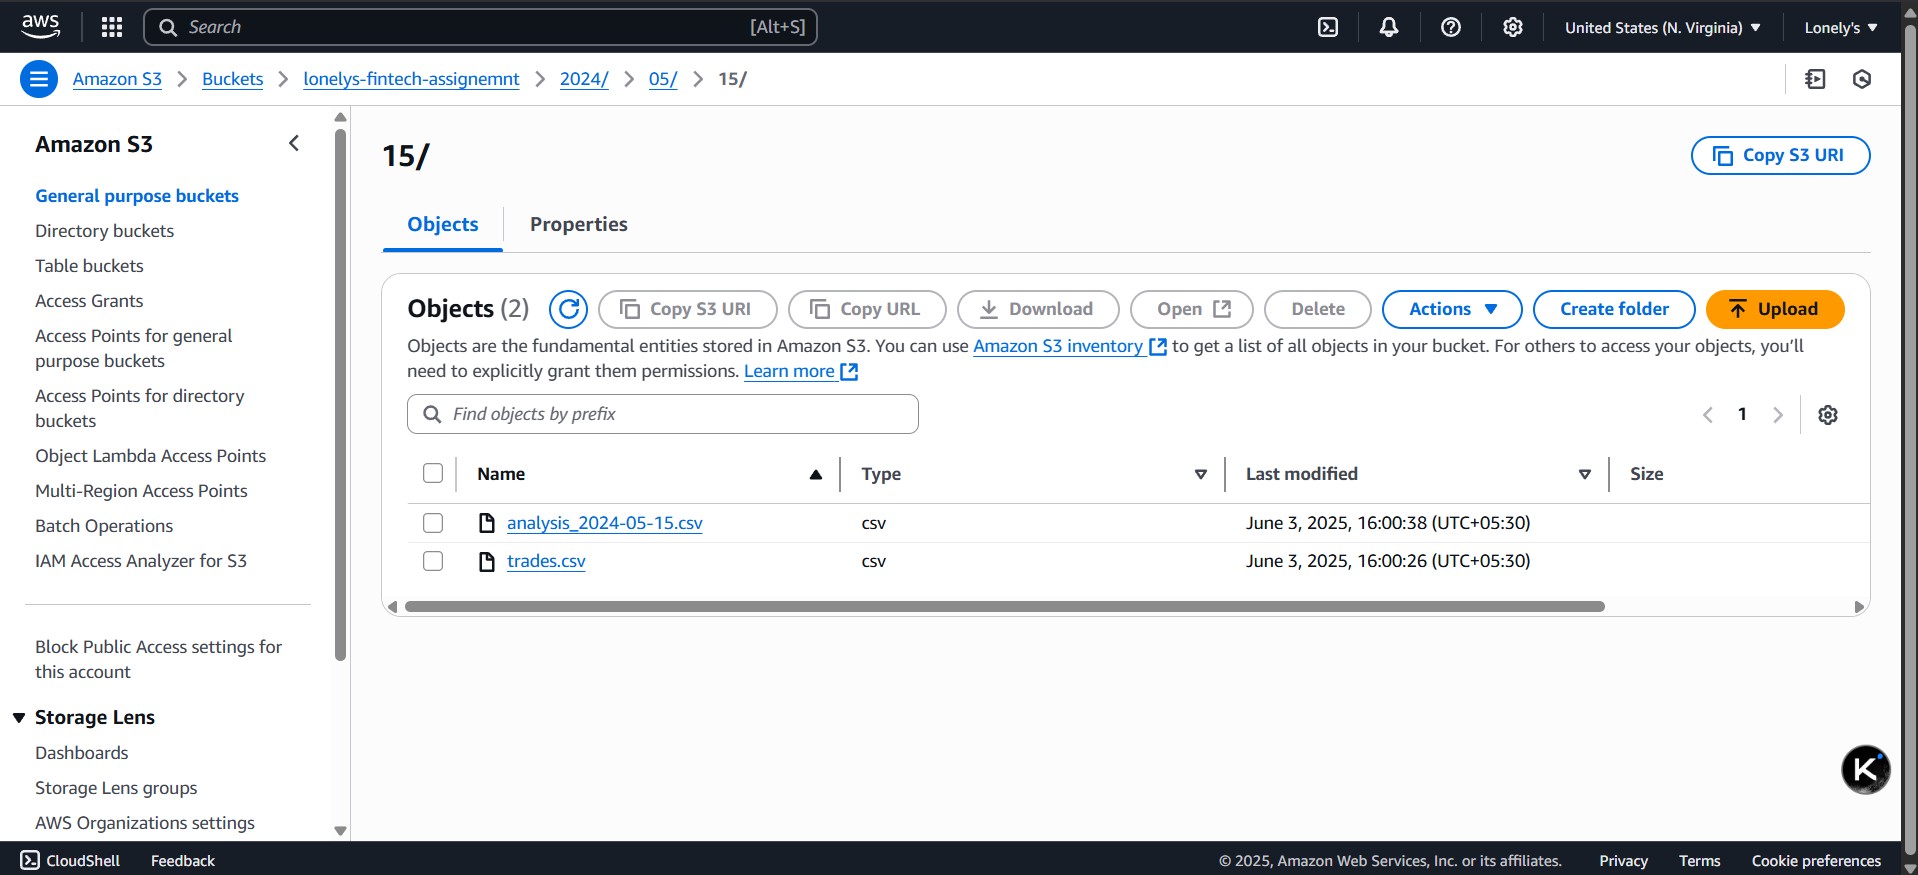 aws
Search [Alt+S]
United States (N. Virginia) Lonely's
Amazon S3 Buckets lonelys-fintech-assignemnt 2024/ 05/ 15/
Amazon S3
General purpose buckets
Directory buckets
Table buckets
Access Grants
Access Points for general
purpose buckets
Access Points for directory
buckets
Object Lambda Access Points
Multi-Region Access Points
Batch Operations
IAM Access Analyzer for S3
Block Public Access settings for
this account
Storage Lens
Dashboards
Storage Lens groups
AWS Organizations settings
15/
Copy S3 URI
Objects Properties
Objects (2) Copy S3 URI Copy URL Download Open Delete Actions Create folder Upload
Objects are the fundamental entities stored in Amazon S3. You can use Amazon S3 inventory to get a list of all objects in your bucket. For others to access your objects, you’ll
need to explicitly grant them permissions. Learn more
Find objects by prefix
1
Name Type Last modified Size
analysis_2024-05-15.csv csv June 3, 2025, 16:00:38 (UTC+05:30)
trades.csv csv June 3, 2025, 16:00:26 (UTC+05:30)
K
CloudShell Feedback © 2025, Amazon Web Services, Inc. or its affiliates. Privacy Terms Cookie preferences